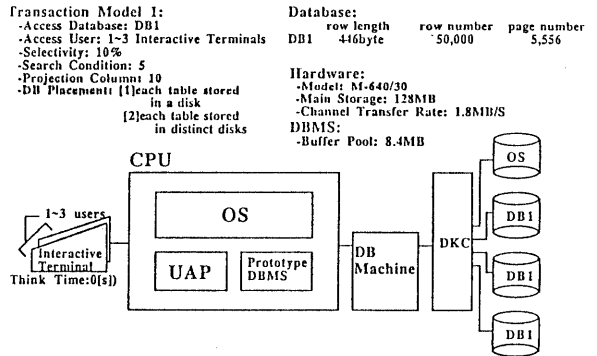 Transaction Model 1:
-Access Database: DB1
-Access User: 1~3 Interactive Terminals
-Selectivity: 10%
-Search Condition: 5
-Projection Column: 10
-DB Placement: [1]each table stored
in a disk
[2]each table stored
in distinct disks
Database:
row length row number page number
DB1 446byte 50,000 5,556
Hardware:
-Model: M-640/30
-Main Storage: 128MB
-Channel Transfer Rate: 1.8MB/S
DBMS:
-Buffer Pool: 8.4MB
CPU
OS
UAP
Prototype
DBMS
1~3 users
Interactive
Terminal
Think Time:0[s])
DB
Machine
DKC
OS
DB1
DB1
DB1